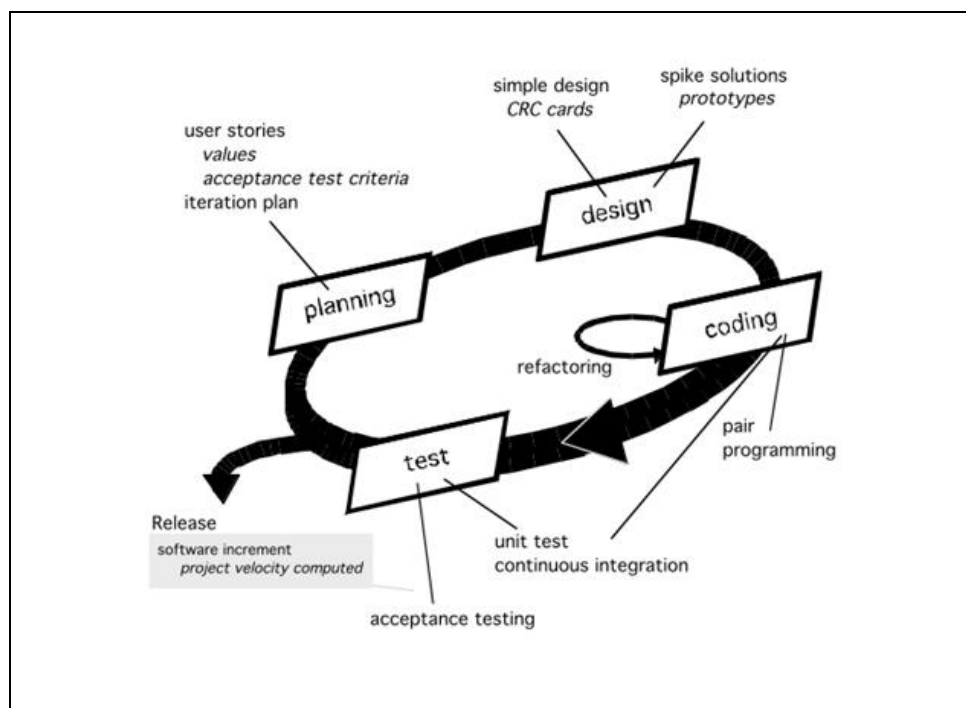 spike solutions
prototypes
simple design
CRC cards
user stories
values
acceptance test criteria
iteration plan
design
planning
coding
refactoring
test
pair
programming
unit test
continuous integration
Release
software increment
project velocity computed
acceptance testing